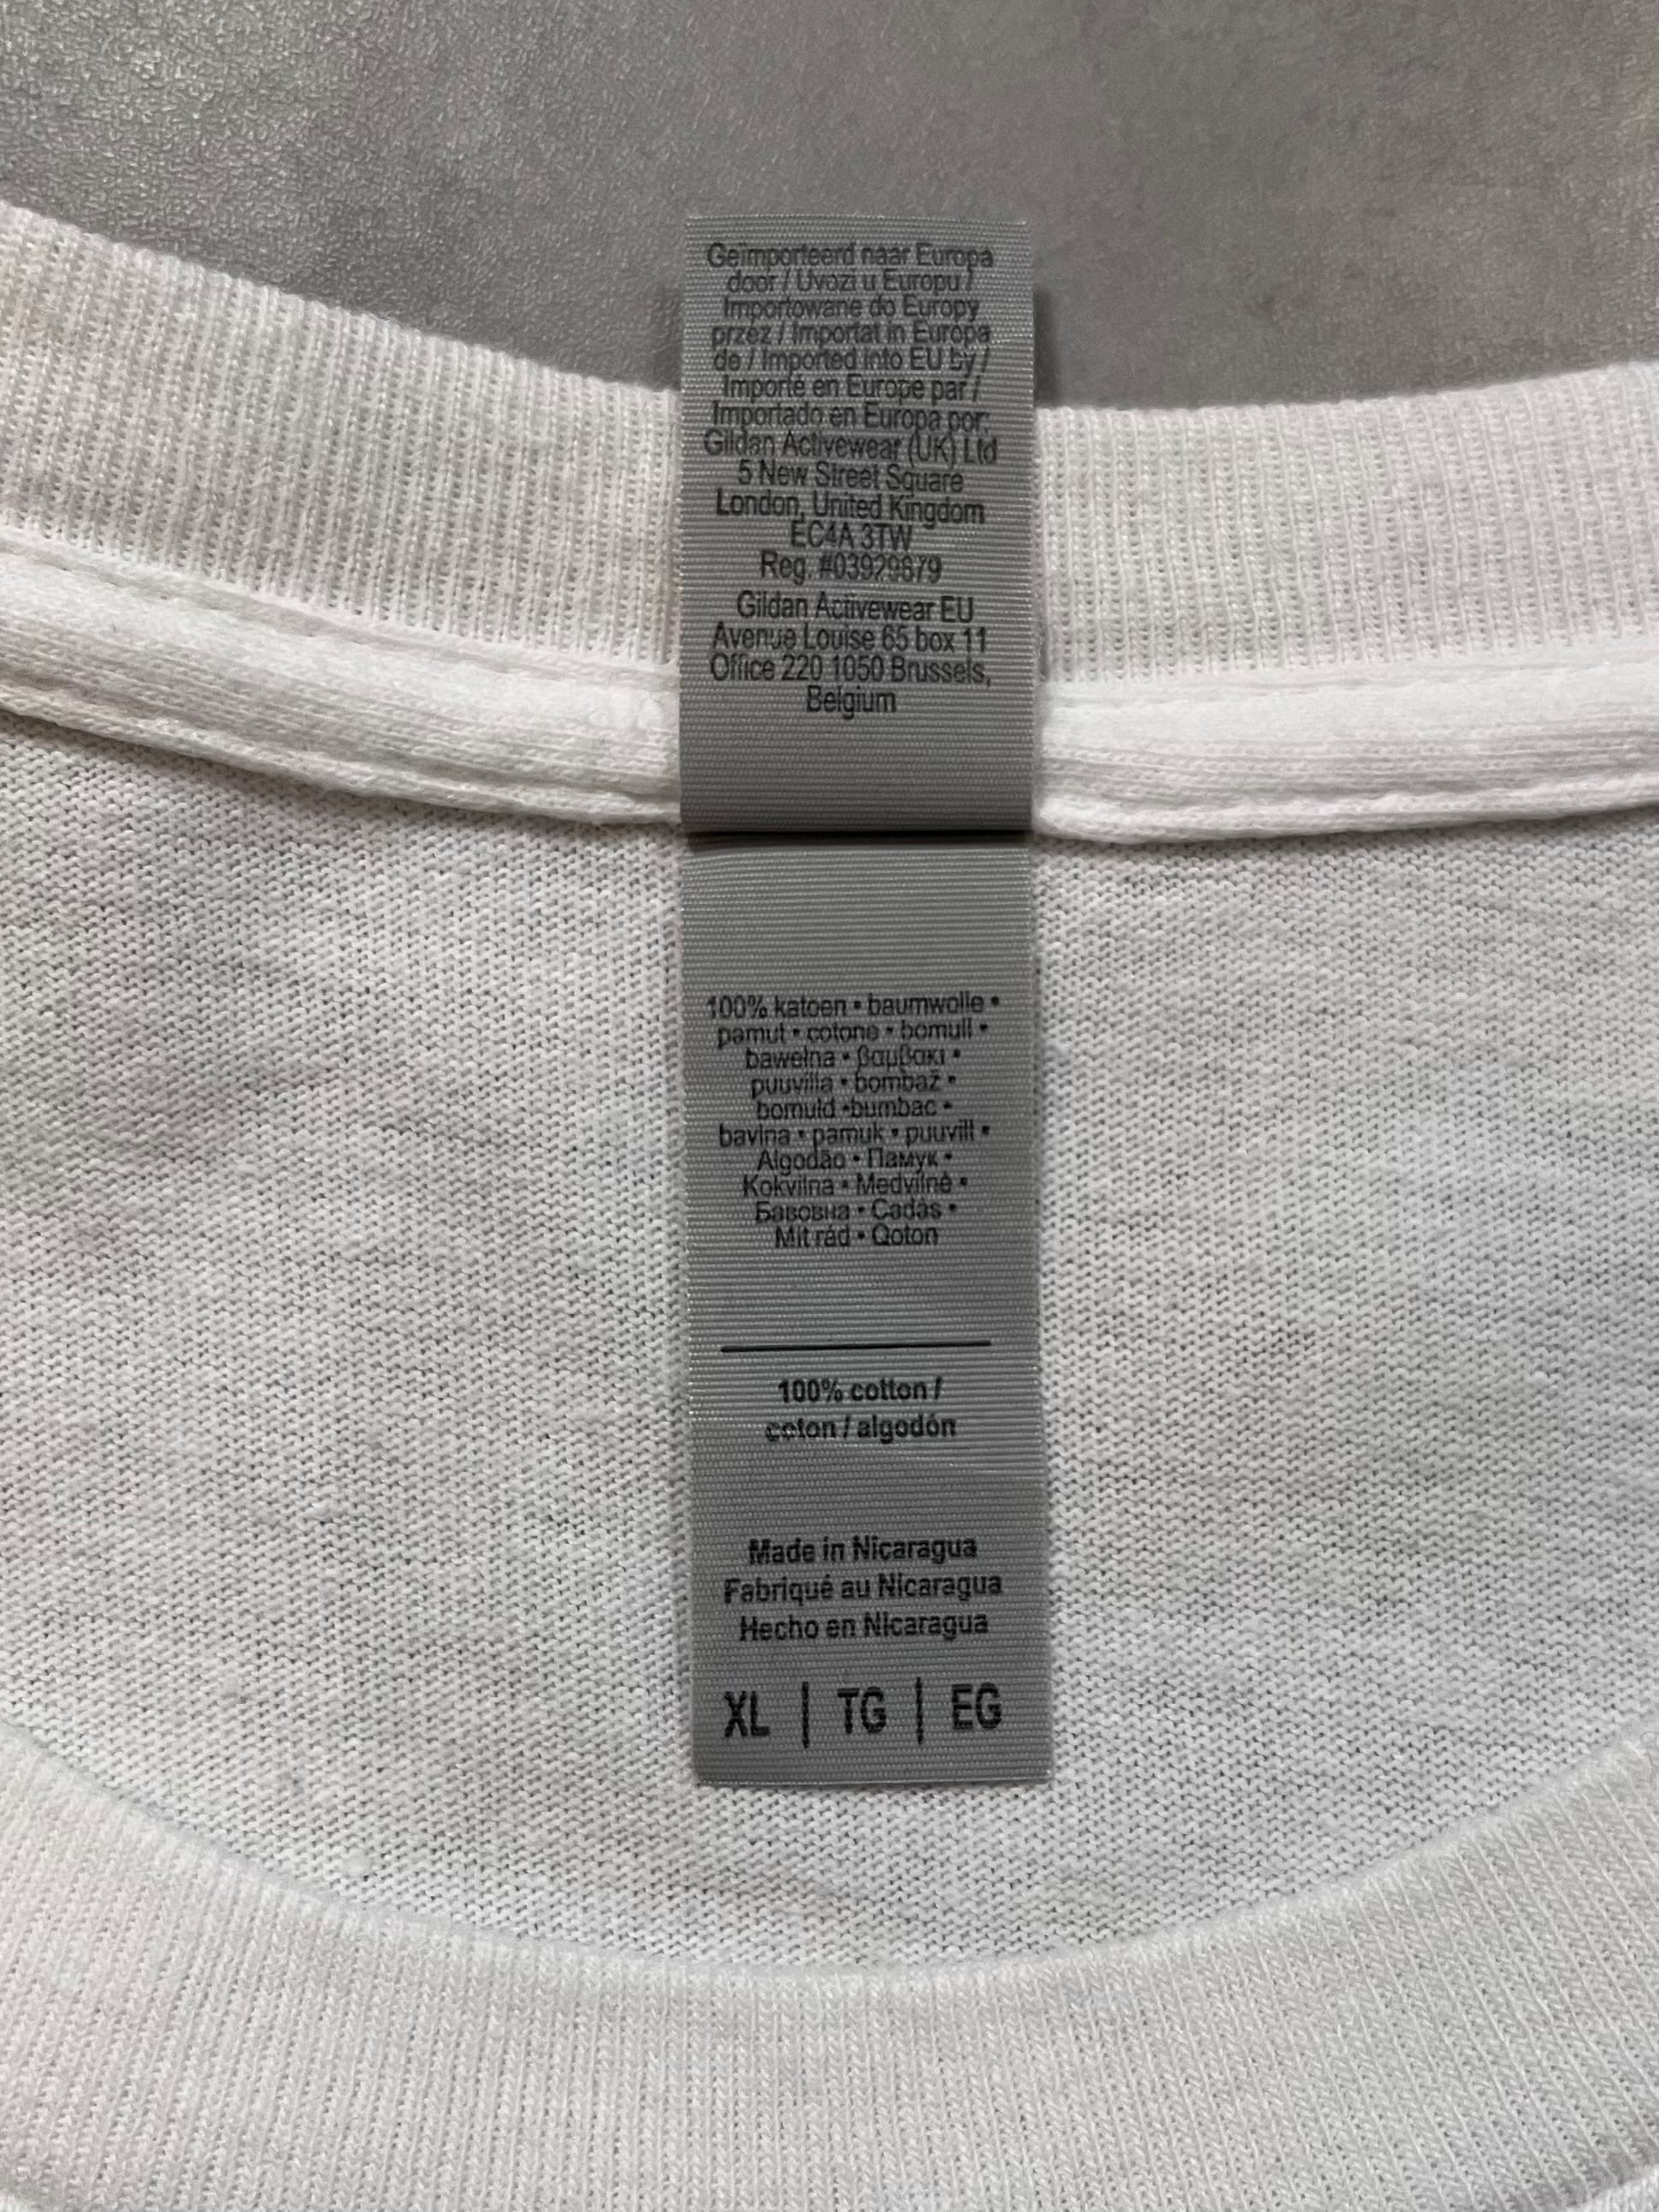 Geïmporteerd naar Europa
door / Uvozi u Europu /
Importowane do Europy
przez / Importat in Europa
de / Imported into EU by /
Importé en Europe par /
Importado en Europa por:
Gildan Activewear (UK) Ltd
5 New Street Square
London, United Kingdom
EC4A 3TW
Reg. #03929679
Gildan Activewear EU
Avenue Louise 65 box 11
Office 220 1050 Brussels,
Belgium
100% katoen • baumwolle •
pamut • cotone • bomull •
bawełna • βαμβακι •
puuvilla • bombaž •
bomuld •bumbac •
bavlna • pamuk • puuvill •
Algodão • Памук •
Kokvilna • Medvilnė •
Бавовна • Cadás •
Mit rád • Qoton
100% cotton /
coton / algodón
Made in Nicaragua
Fabriqué au Nicaragua
Hecho en Nicaragua
XL | TG | EG